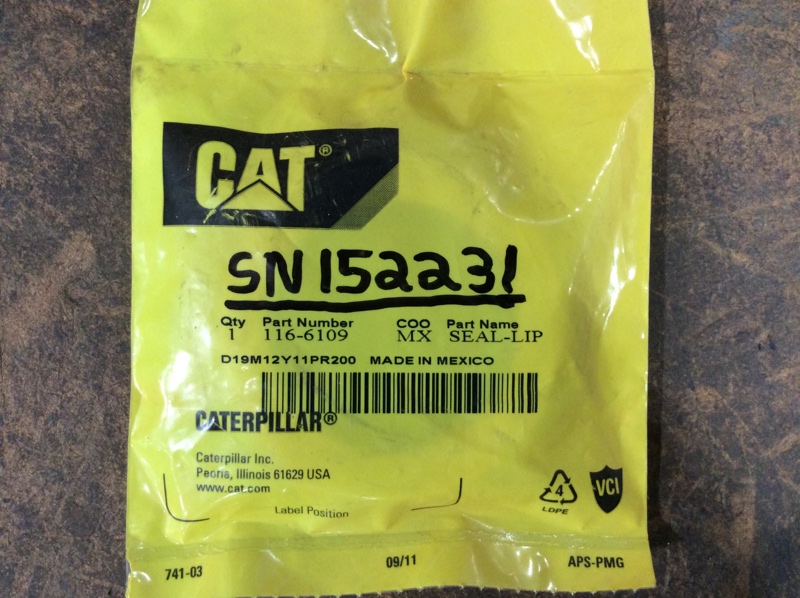 CAT®
SN152231
Qty Part Number COO Part Name
1 116-6109 MX SEAL-LIP
D19M12Y11PR200 MADE IN MEXICO
CATERPILLAR®
Caterpillar Inc.
Peoria, Illinois 61629 USA
www.cat.com
Label Position
4
LDPE
VCI
741-03 09/11 APS-PMG